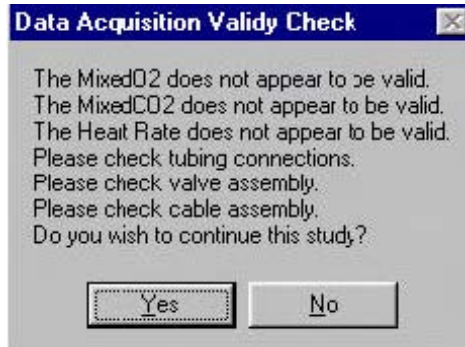 Data Acquisition Validy Check
The MixedO2 does not appear to be valid.
The MixedCO2 does not appear to be valid.
The Heart Rate does not appear to be valid.
Please check tubing connections.
Please check valve assembly.
Please check cable assembly.
Do you wish to continue this study?
Yes No